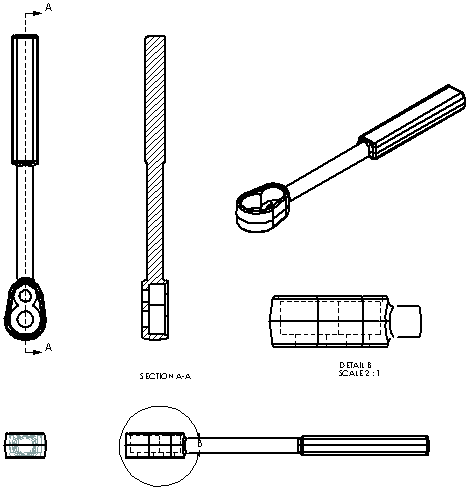 A
A
SECTION A-A
DETAIL B
SCALE 2 : 1
B